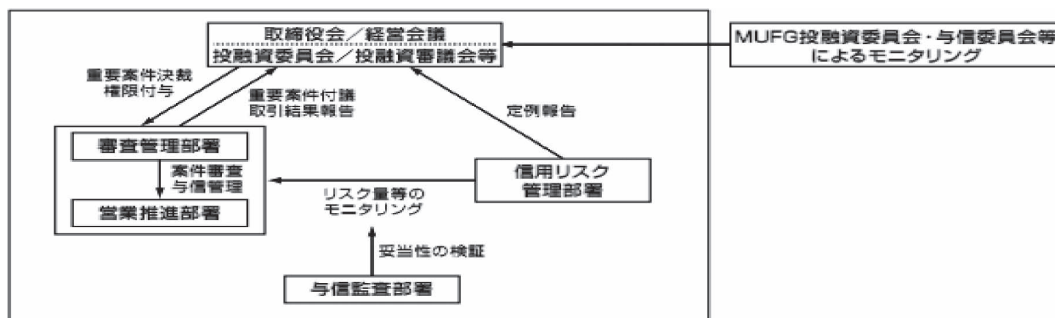 取締役会／経営会議
投融資委員会／投融資審議会等
MUFG投融資委員会・与信委員会等
によるモニタリング
重要案件決裁
権限付与
重要案件付議
取引結果報告
定例報告
審査管理部署
案件審査
与信管理
営業推進部署
信用リスク
管理部署
リスク量等の
モニタリング
妥当性の検証
与信監査部署